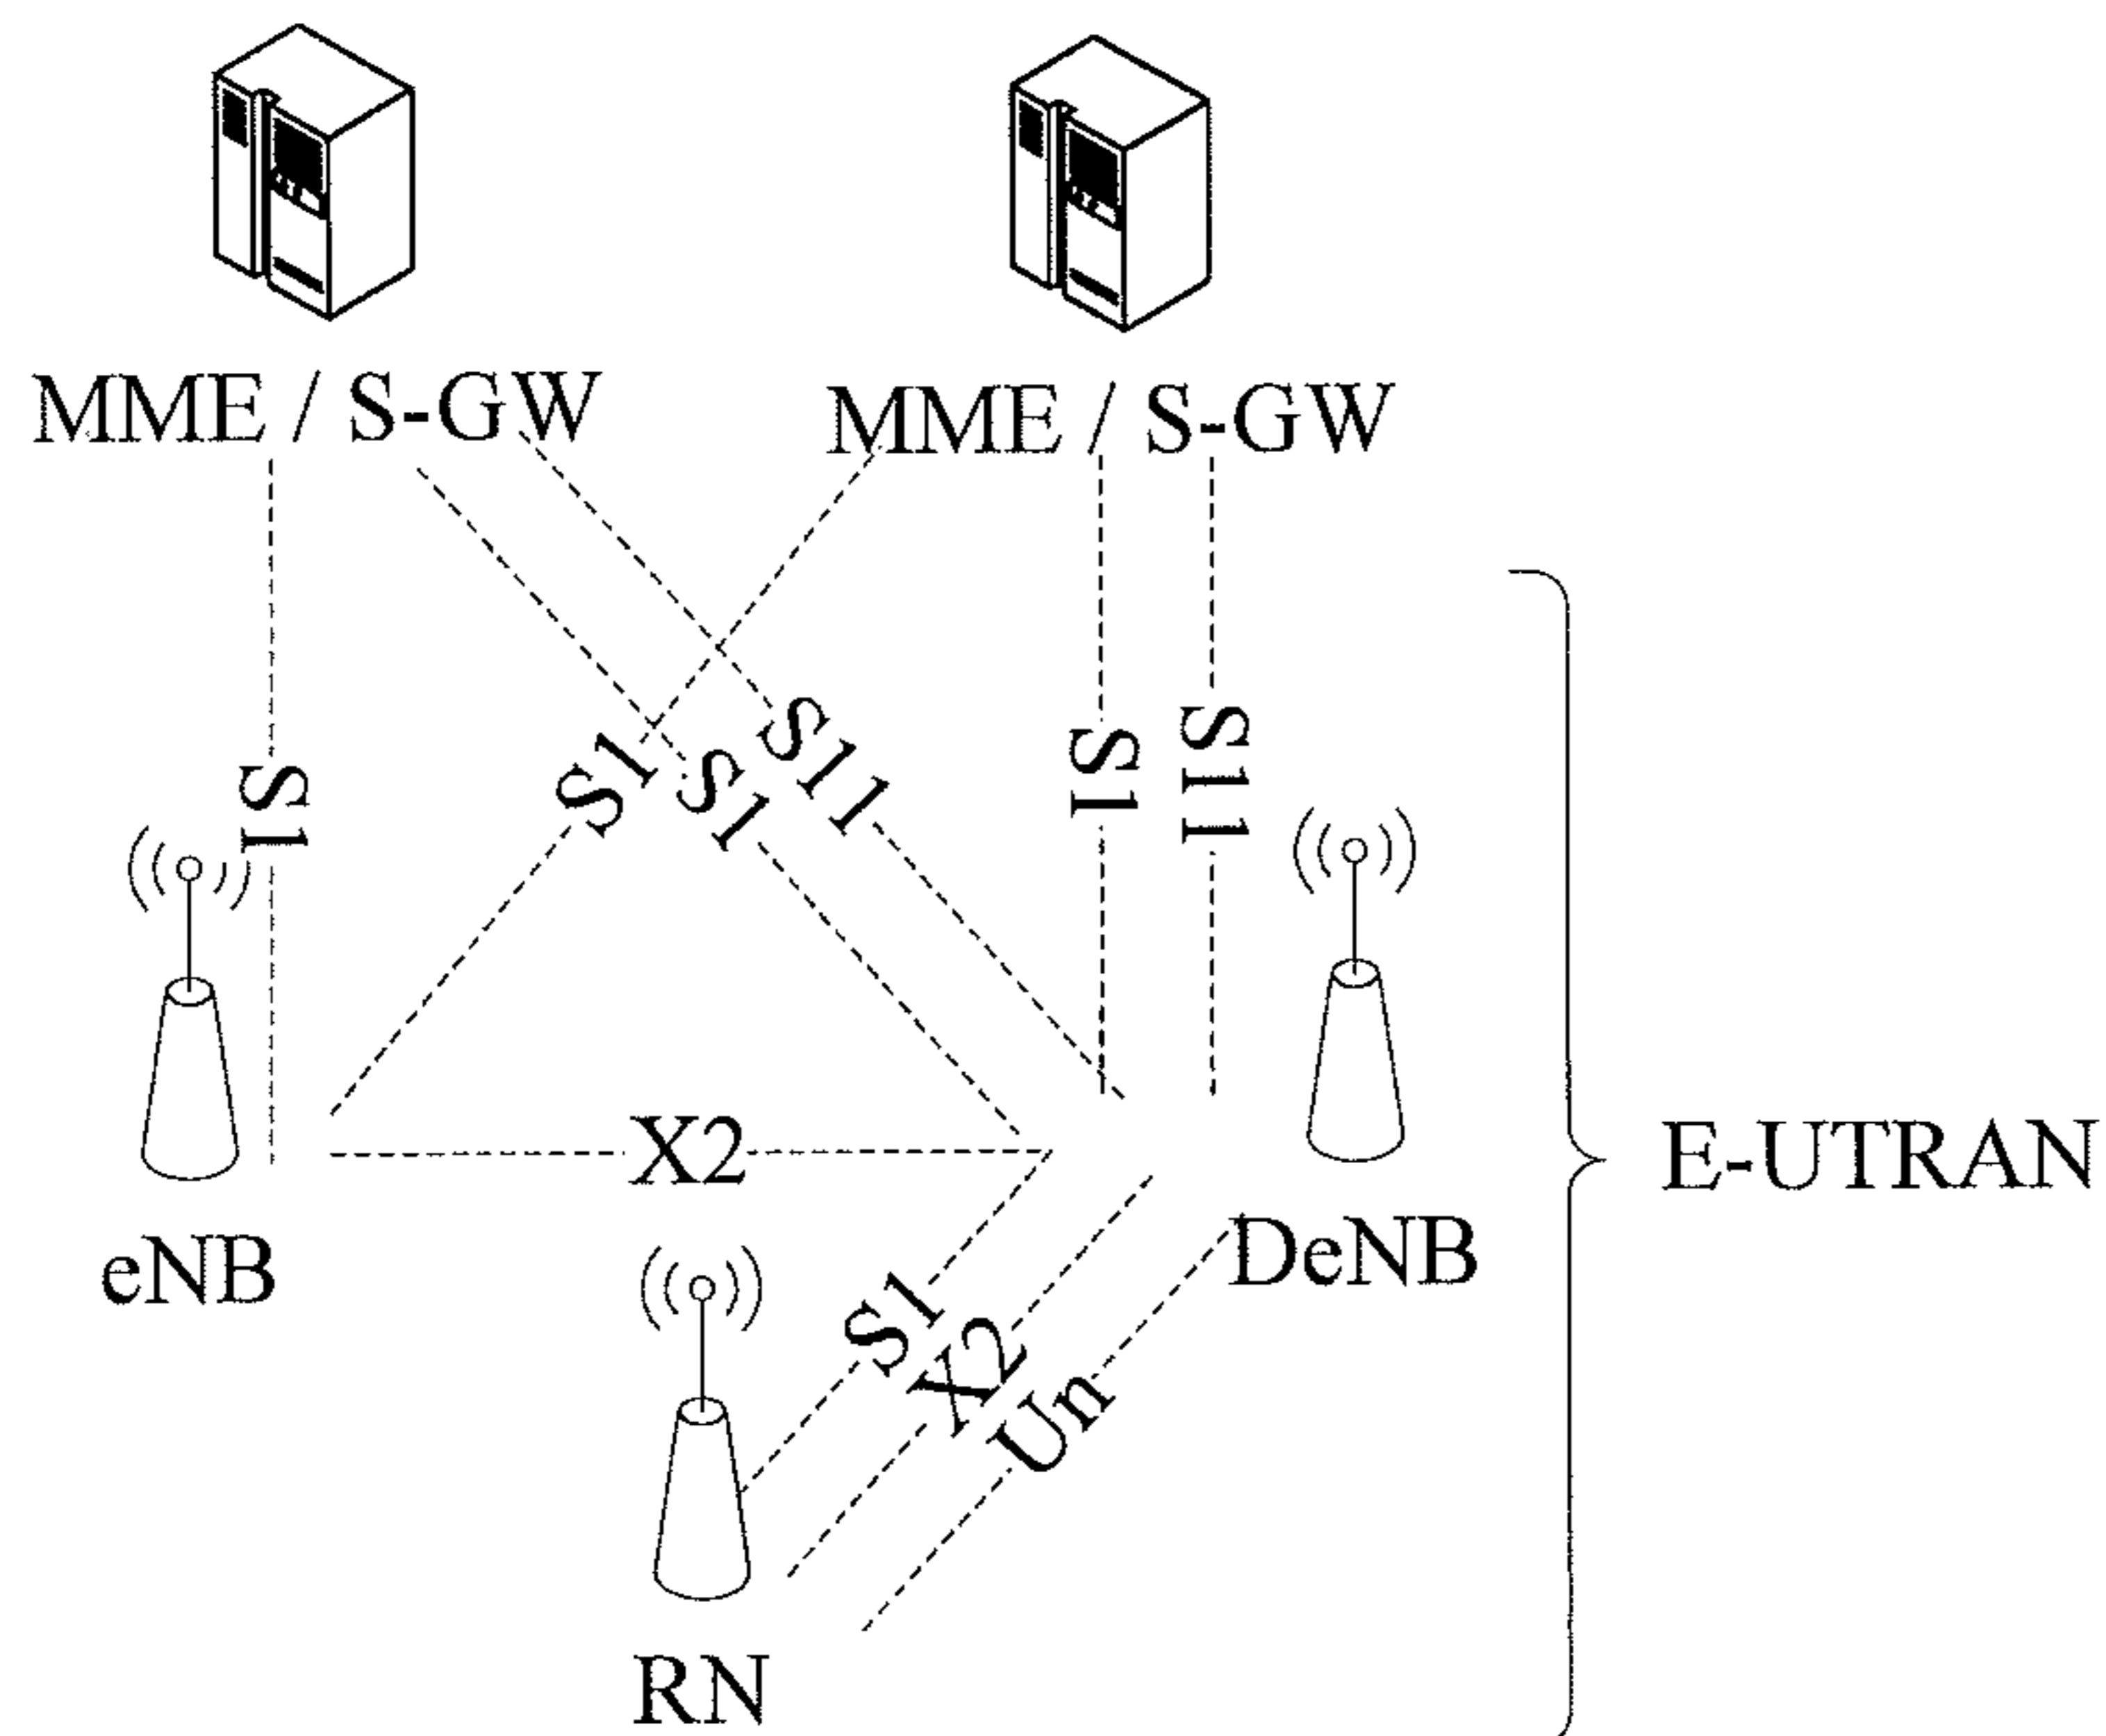 MME / S-GW
MME / S-GW
S1
S1
S1
S11
S1
S11
X2
E-UTRAN
eNB
DeNB
S1
X2
Un
RN